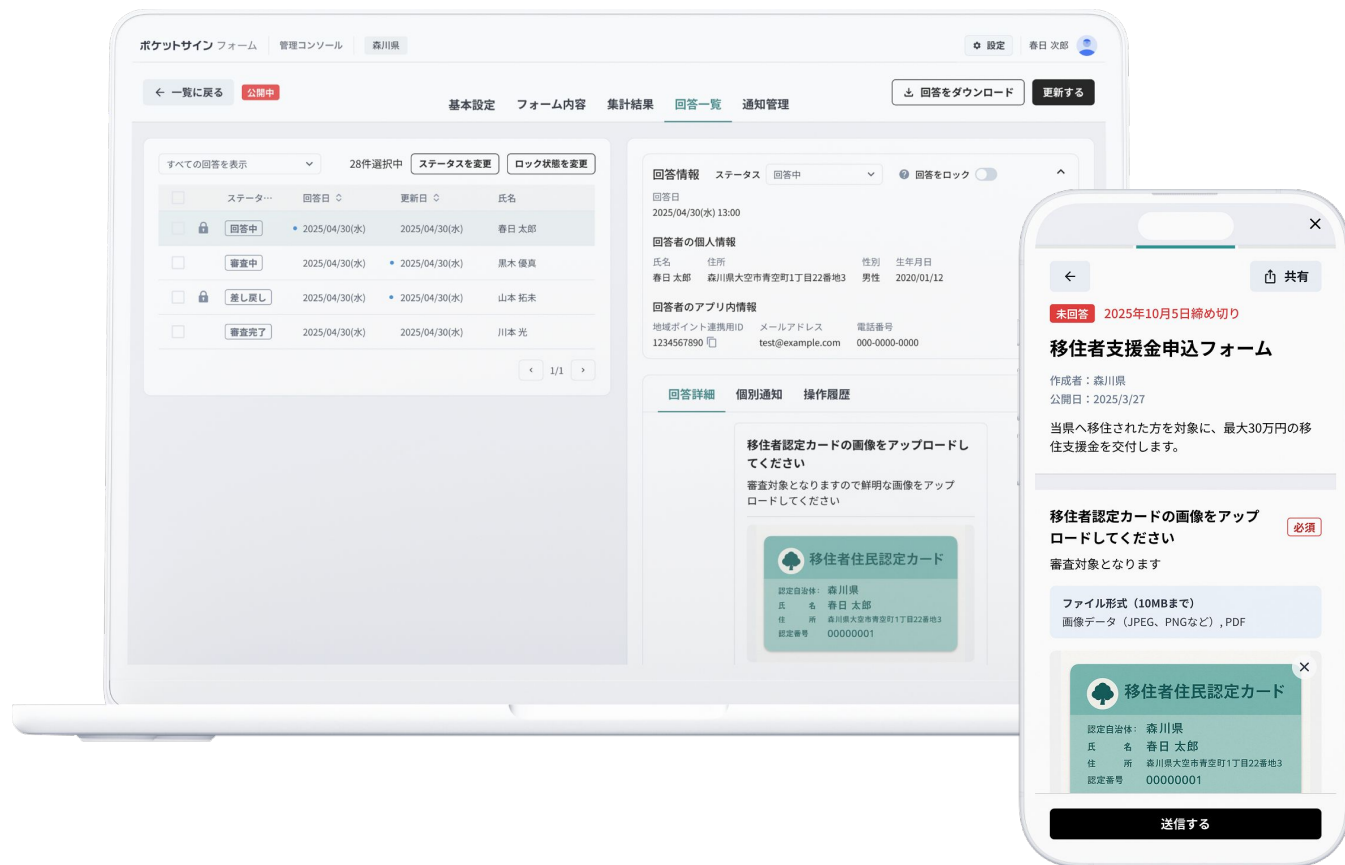 ポケットサイン フォーム 管理コンソール 森川県
設定 春日 次郎
一覧に戻る 公開中
基本設定 フォーム内容 集計結果 回答一覧 通知管理
回答をダウンロード 更新する
すべての回答を表示 28件選択中 ステータスを変更 ロック状態を変更
ステータ… 回答日 更新日 氏名
回答中 2025/04/30(水) 2025/04/30(水) 春日 太郎
審査中 2025/04/30(水) 2025/04/30(水) 黒木 優真
差し戻し 2025/04/30(水) 2025/04/30(水) 山本 拓未
審査完了 2025/04/30(水) 2025/04/30(水) 川本 光
1/1
回答情報 ステータス 回答中 回答をロック
回答日
2025/04/30(水) 13:00
回答者の個人情報
氏名 住所 性別 生年月日
春日 太郎 森川県大空市青空町1丁目22番地3 男性 2020/01/12
回答者のアプリ内情報
地域ポイント連携用ID メールアドレス 電話番号
1234567890 test@example.com 000-0000-0000
回答詳細 個別通知 操作履歴
移住者認定カードの画像をアップロードし
てください
審査対象となりますので鮮明な画像をアップ
ロードしてください
移住者住民認定カード
認定自治体: 森川県
氏 名 春日 太郎
住 所 森川県大空市青空町1丁目22番地3
認定番号 00000001
共有
未回答 2025年10月5日締め切り
移住者支援金申込フォーム
作成者：森川県
公開日：2025/3/27
当県へ移住された方を対象に、最大30万円の移
住支援金を交付します。
移住者認定カードの画像をアップ
ロードしてください
必須
審査対象となります
ファイル形式（10MBまで）
画像データ（JPEG、PNGなど）, PDF
移住者住民認定カード
認定自治体: 森川県
氏 名 春日 太郎
住 所 森川県大空市青空町1丁目22番地3
認定番号 00000001
送信する